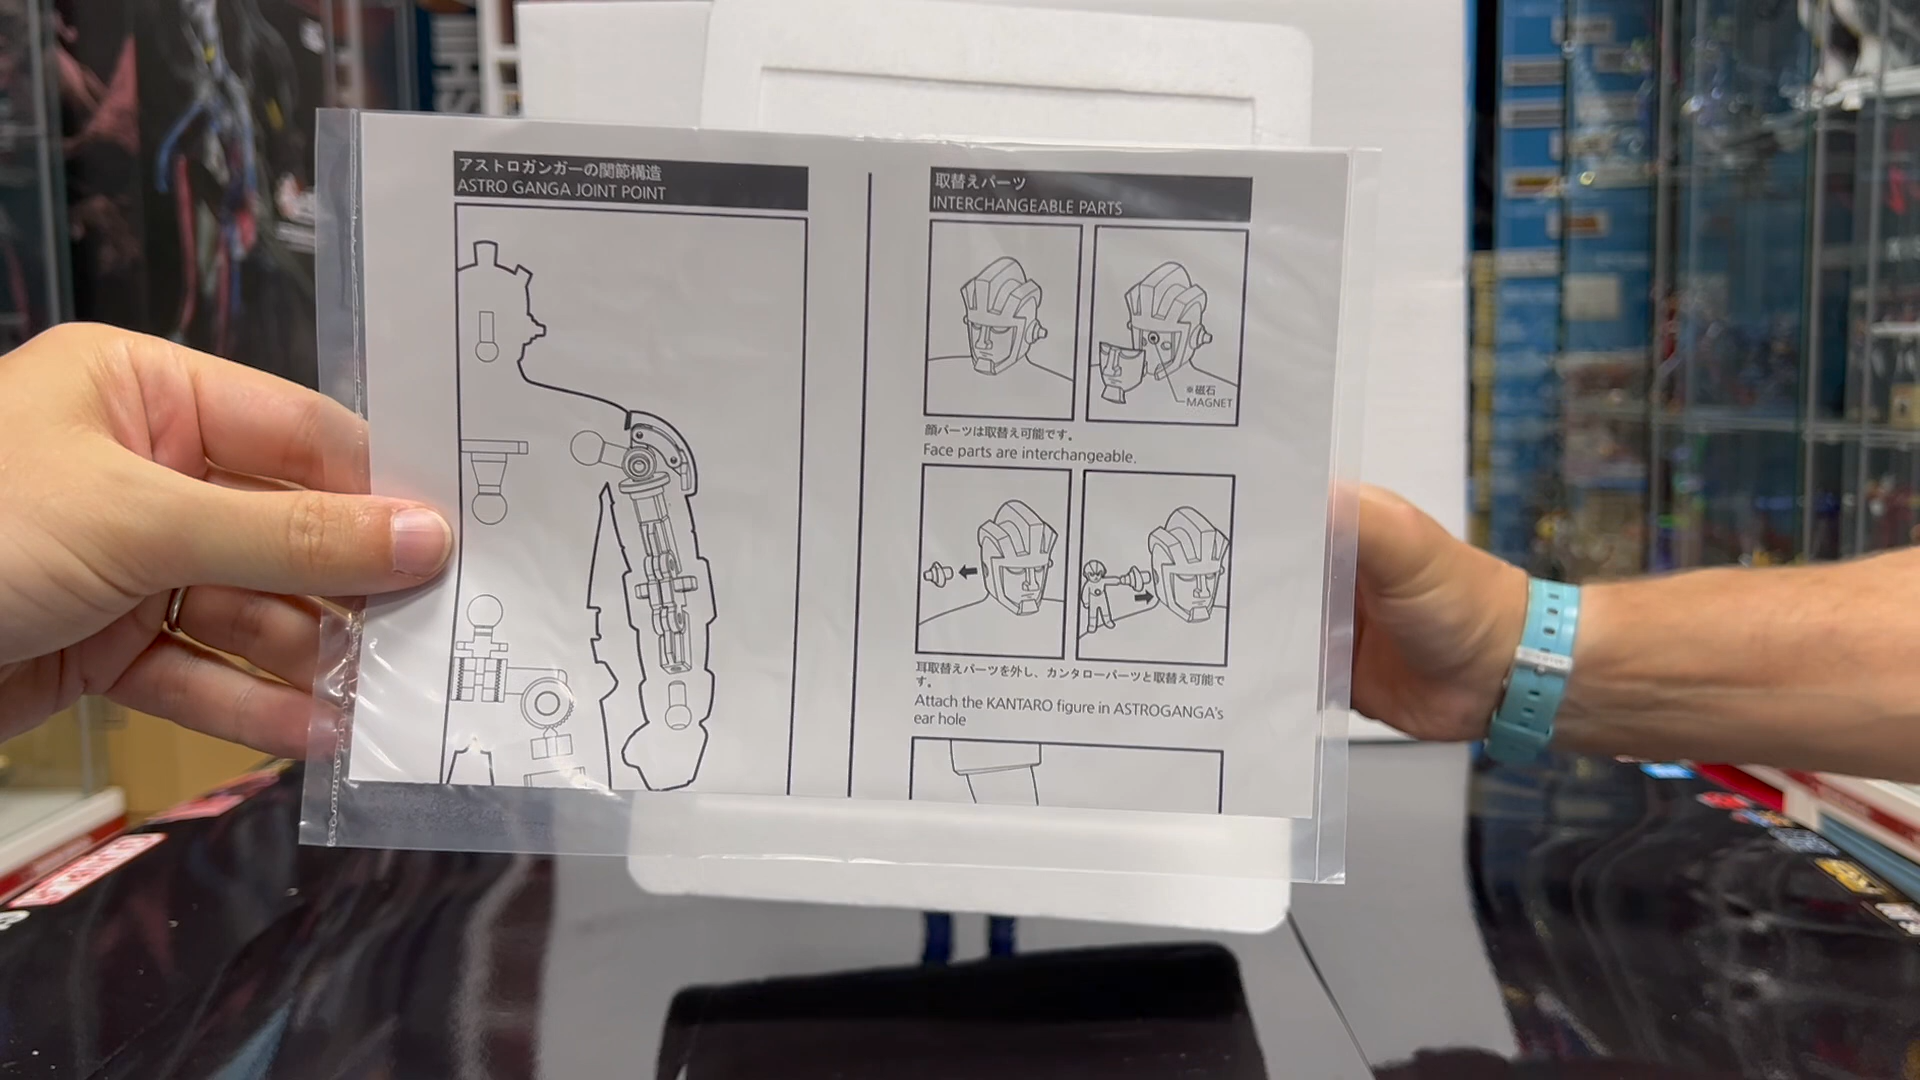 アストロガンガーの関節構造
ASTRO GANGA JOINT POINT
取替えパーツ
INTERCHANGEABLE PARTS
※磁石
MAGNET
顔パーツは取替え可能です。
Face parts are interchangeable.
耳取替えパーツを外し、カンタローパーツと取替え可能で
す。
Attach the KANTARO figure in ASTROGANGA's
ear hole